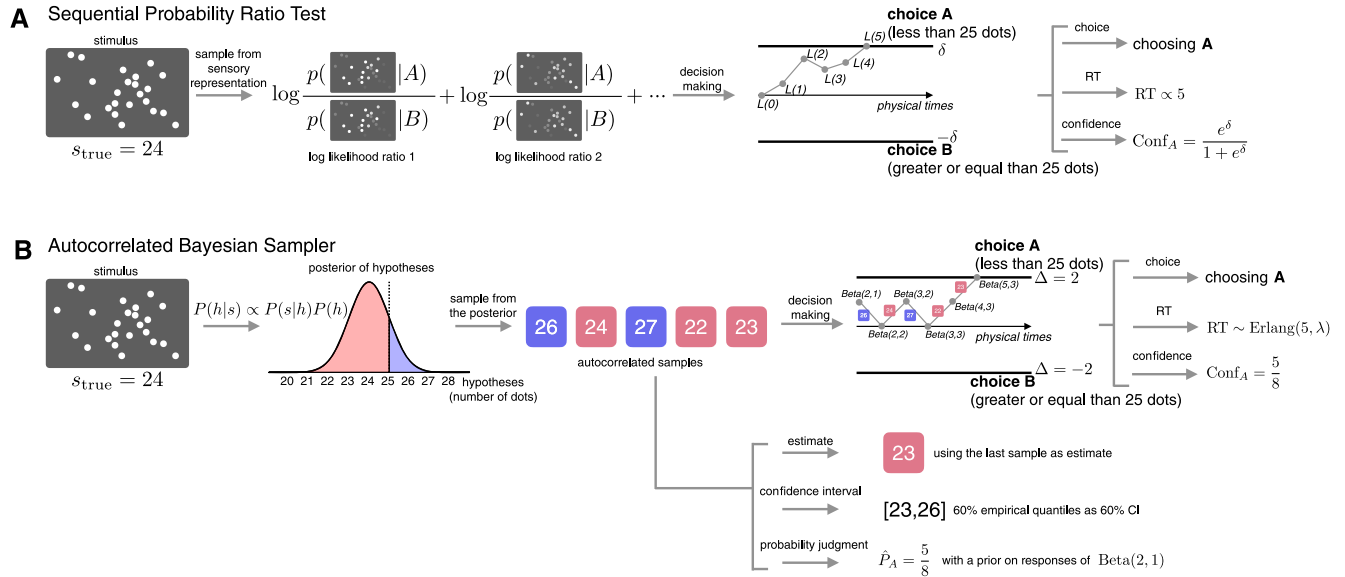 A Sequential Probability Ratio Test
stimulus
s_true = 24
sample from
sensory
representation
log p( |A) / p( |B) + log p( |A) / p( |B) + ...
log likelihood ratio 1
log likelihood ratio 2
decision
making
choice A
(less than 25 dots)
δ
L(0)
L(1)
L(2)
L(3)
L(4)
L(5)
physical times
−δ
choice B
(greater or equal than 25 dots)
choice
choosing A
RT
RT ∝ 5
confidence
Conf_A = e^δ / (1 + e^δ)
B Autocorrelated Bayesian Sampler
stimulus
s_true = 24
P(h|s) ∝ P(s|h)P(h)
posterior of hypotheses
20 21 22 23 24 25 26 27 28
hypotheses
(number of dots)
sample from
the posterior
26 24 27 22 23
autocorrelated samples
decision
making
choice A
(less than 25 dots)
Δ = 2
Beta(2,1)
26
Beta(2,2)
24
Beta(3,2)
27
Beta(3,3)
22
Beta(4,3)
23
Beta(5,3)
physical times
Δ = −2
choice B
(greater or equal than 25 dots)
choice
choosing A
RT
RT ∼ Erlang(5, λ)
confidence
Conf_A = 5/8
estimate
23 using the last sample as estimate
confidence interval
[23,26] 60% empirical quantiles as 60% CI
probability judgment
P̂_A = 5/8 with a prior on responses of Beta(2, 1)